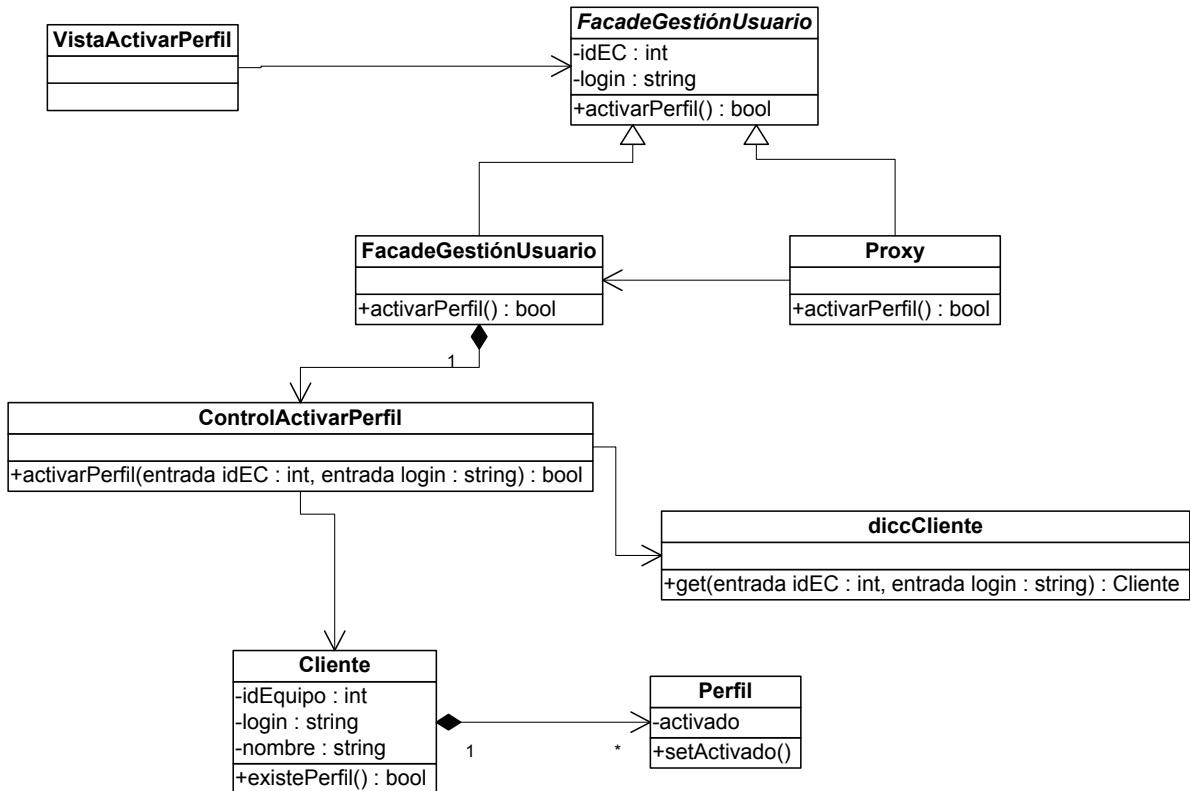 VistaActivarPerfil
FacadeGestiónUsuario
-idEC : int
-login : string
+activarPerfil() : bool
FacadeGestiónUsuario
+activarPerfil() : bool
Proxy
+activarPerfil() : bool
1
ControlActivarPerfil
+activarPerfil(entrada idEC : int, entrada login : string) : bool
diccCliente
+get(entrada idEC : int, entrada login : string) : Cliente
Cliente
-idEquipo : int
-login : string
-nombre : string
+existePerfil() : bool
1
*
Perfil
-activado
+setActivado()